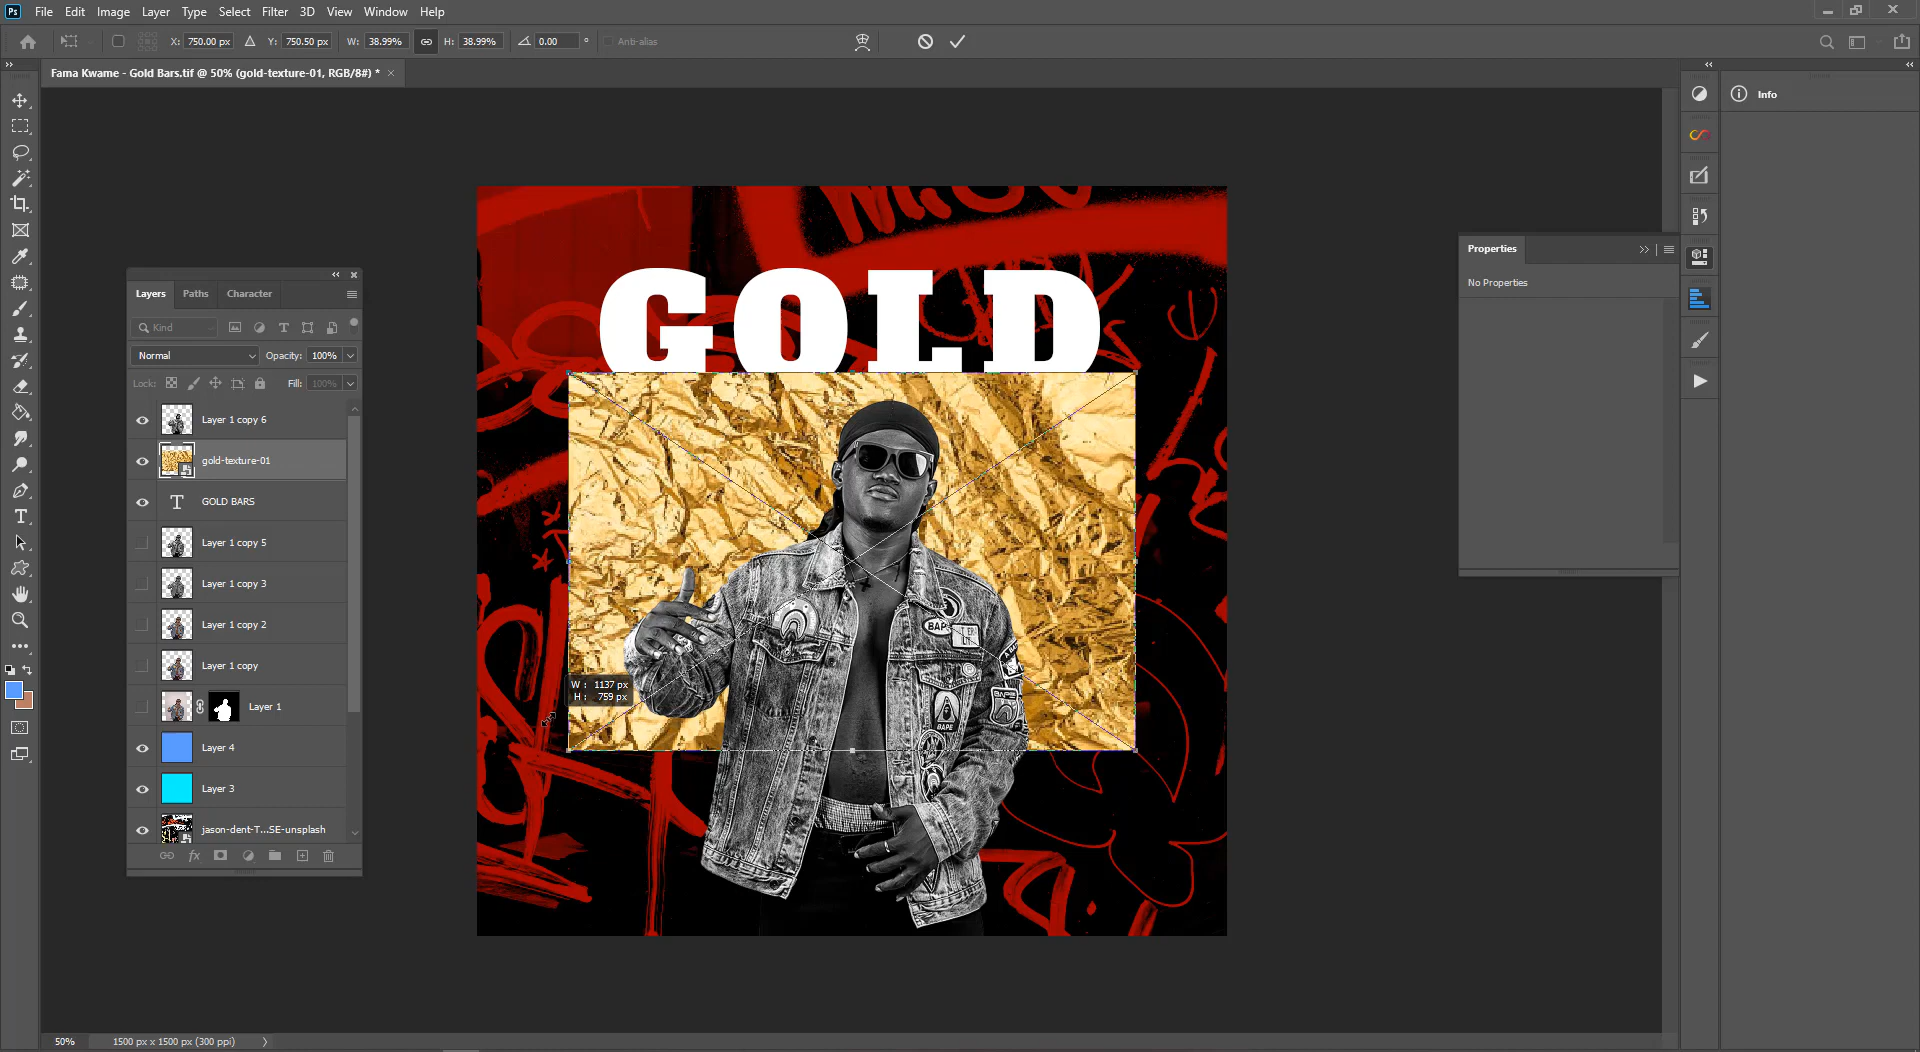 Ps File Edit Image Layer Type Select Filter 3D View Window Help
X: 750.00 px Y: 750.50 px W: 38.99% H: 38.99% 0.00 ° Anti-alias
Fama Kwame - Gold Bars.tif @ 50% (gold-texture-01, RGB/8#) * ×
Info
GOLD
Properties
No Properties
Layers Paths Character
Kind
Normal Opacity: 100%
Lock: Fill: 100%
Layer 1 copy 6
gold-texture-01
GOLD BARS
Layer 1 copy 5
Layer 1 copy 3
Layer 1 copy 2
Layer 1 copy
Layer 1
Layer 4
Layer 3
jason-dent-T...SE-unsplash
fx
W : 1137 px
H : 759 px
BAPE
BAPE
50% 1500 px x 1500 px (300 ppi)